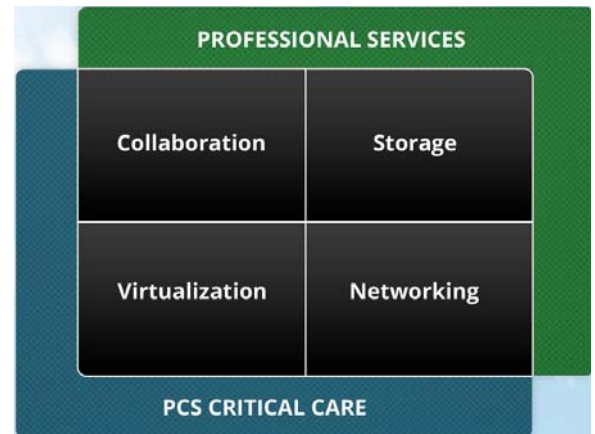 PROFESSIONAL SERVICES
Collaboration
Storage
Virtualization
Networking
PCS CRITICAL CARE